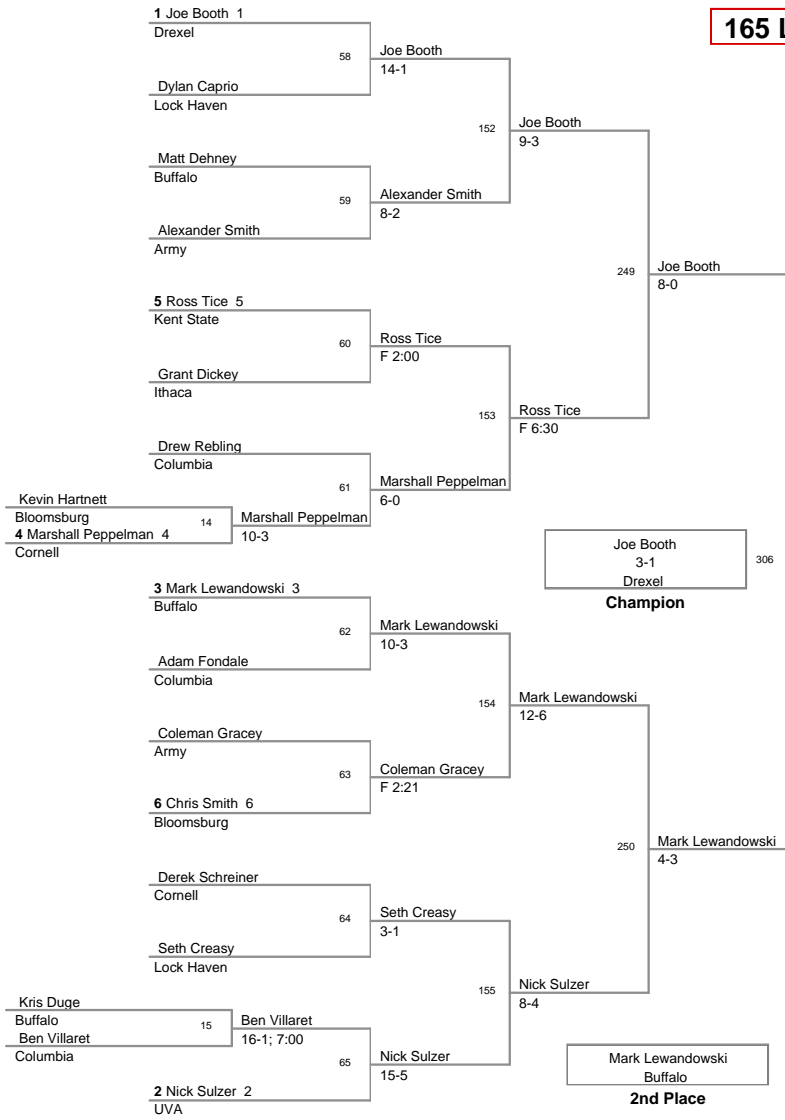 165 L
1 Joe Booth 1
Drexel
58
Joe Booth
14-1
Dylan Caprio
Lock Haven
152
Joe Booth
9-3
Matt Dehney
Buffalo
59
Alexander Smith
8-2
Alexander Smith
Army
249
Joe Booth
8-0
5 Ross Tice 5
Kent State
60
Ross Tice
F 2:00
Grant Dickey
Ithaca
153
Ross Tice
F 6:30
Drew Rebling
Columbia
61
Marshall Peppelman
6-0
Kevin Hartnett
Bloomsburg
14
Marshall Peppelman
10-3
4 Marshall Peppelman 4
Cornell
Joe Booth
3-1
Drexel
306
Champion
3 Mark Lewandowski 3
Buffalo
62
Mark Lewandowski
10-3
Adam Fondale
Columbia
154
Mark Lewandowski
12-6
Coleman Gracey
Army
63
Coleman Gracey
F 2:21
6 Chris Smith 6
Bloomsburg
250
Mark Lewandowski
4-3
Derek Schreiner
Cornell
64
Seth Creasy
3-1
Seth Creasy
Lock Haven
155
Nick Sulzer
8-4
Kris Duge
Buffalo
15
Ben Villaret
16-1; 7:00
Ben Villaret
Columbia
65
Nick Sulzer
15-5
2 Nick Sulzer 2
UVA
Mark Lewandowski
Buffalo
2nd Place